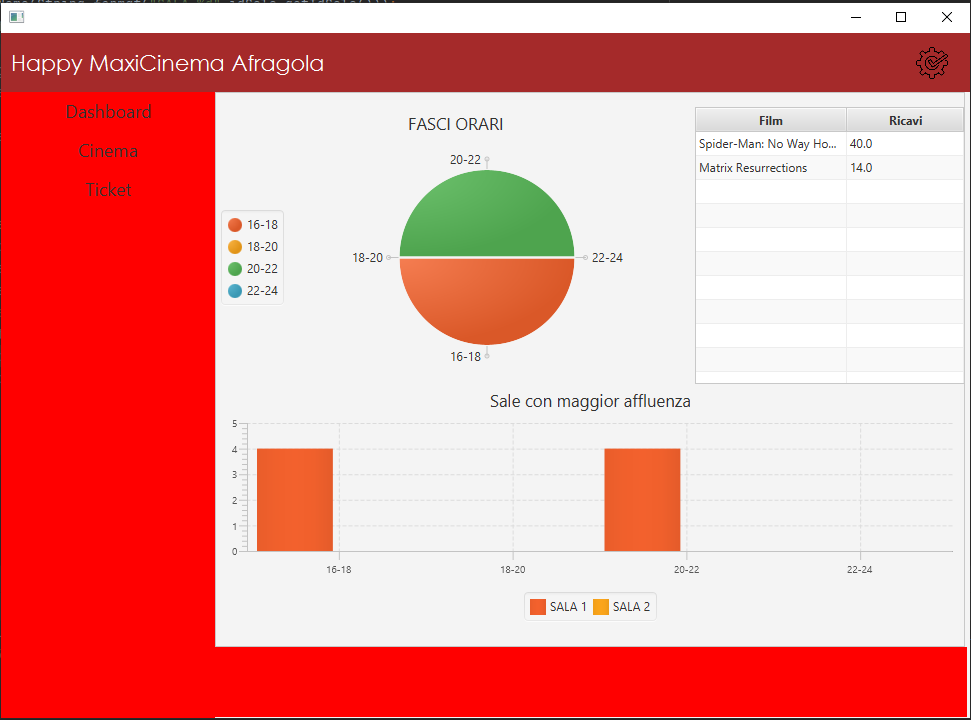 Happy MaxiCinema Afragola
Dashboard
Cinema
Ticket
FASCI ORARI
20-22
18-20
22-24
16-18
16-18
18-20
20-22
22-24
Film Ricavi
Spider-Man: No Way Ho... 40.0
Matrix Resurrections 14.0
Sale con maggior affluenza
5
4
3
2
1
0
16-18 18-20 20-22 22-24
SALA 1 SALA 2